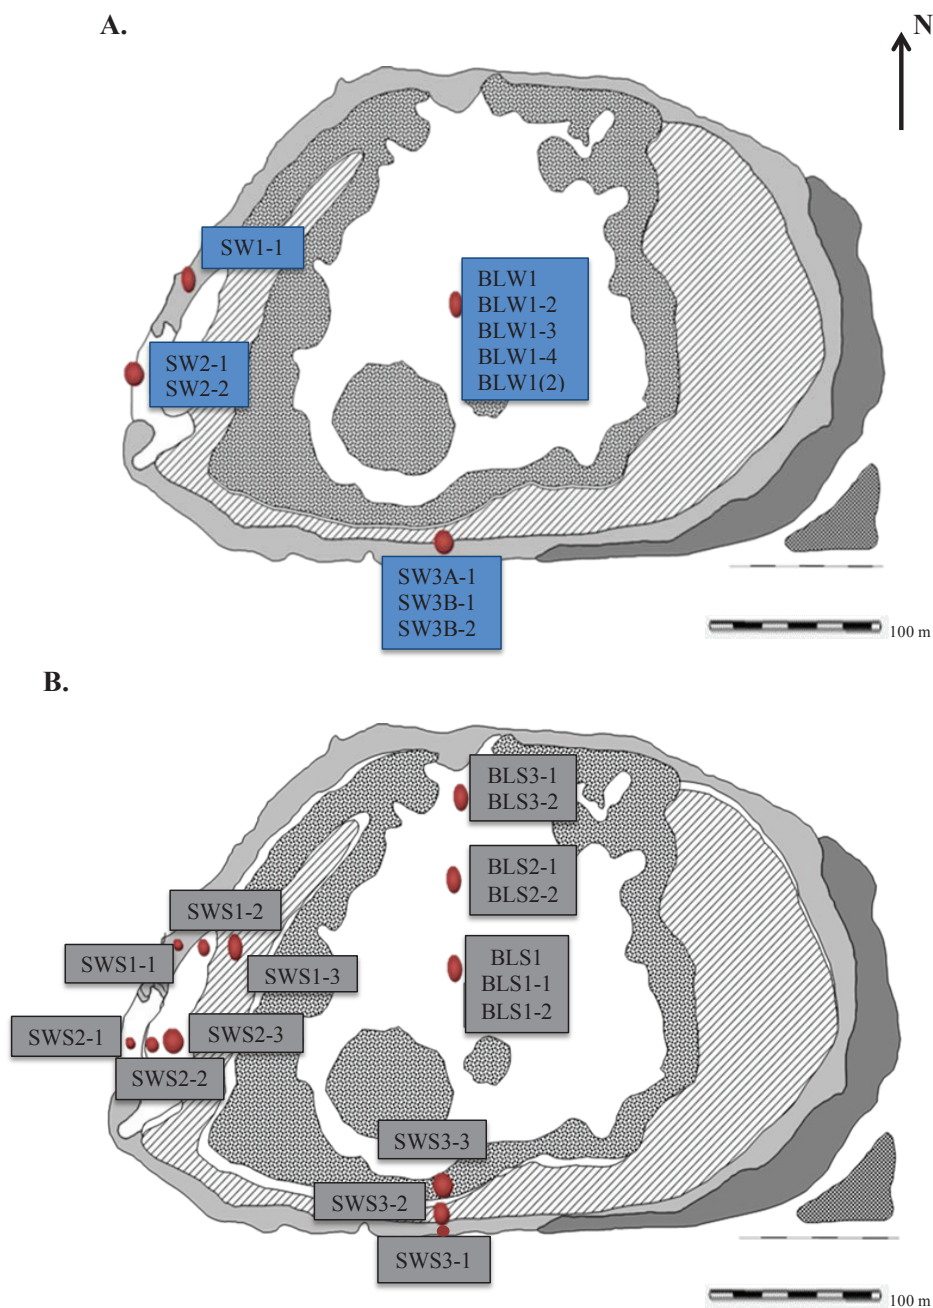 A.
N
SW1-1
BLW1
BLW1-2
BLW1-3
BLW1-4
BLW1(2)
SW2-1
SW2-2
SW3A-1
SW3B-1
SW3B-2
100 m
B.
BLS3-1
BLS3-2
BLS2-1
BLS2-2
SWS1-2
SWS1-1
SWS1-3
BLS1
BLS1-1
BLS1-2
SWS2-1
SWS2-3
SWS2-2
SWS3-3
SWS3-2
SWS3-1
100 m